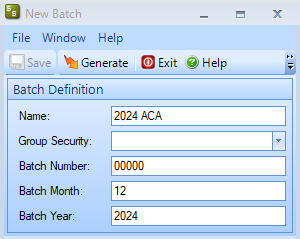 New Batch
File Window Help
Save Generate Exit Help
Batch Definition
Name: 2024 ACA
Group Security:
Batch Number: 00000
Batch Month: 12
Batch Year: 2024